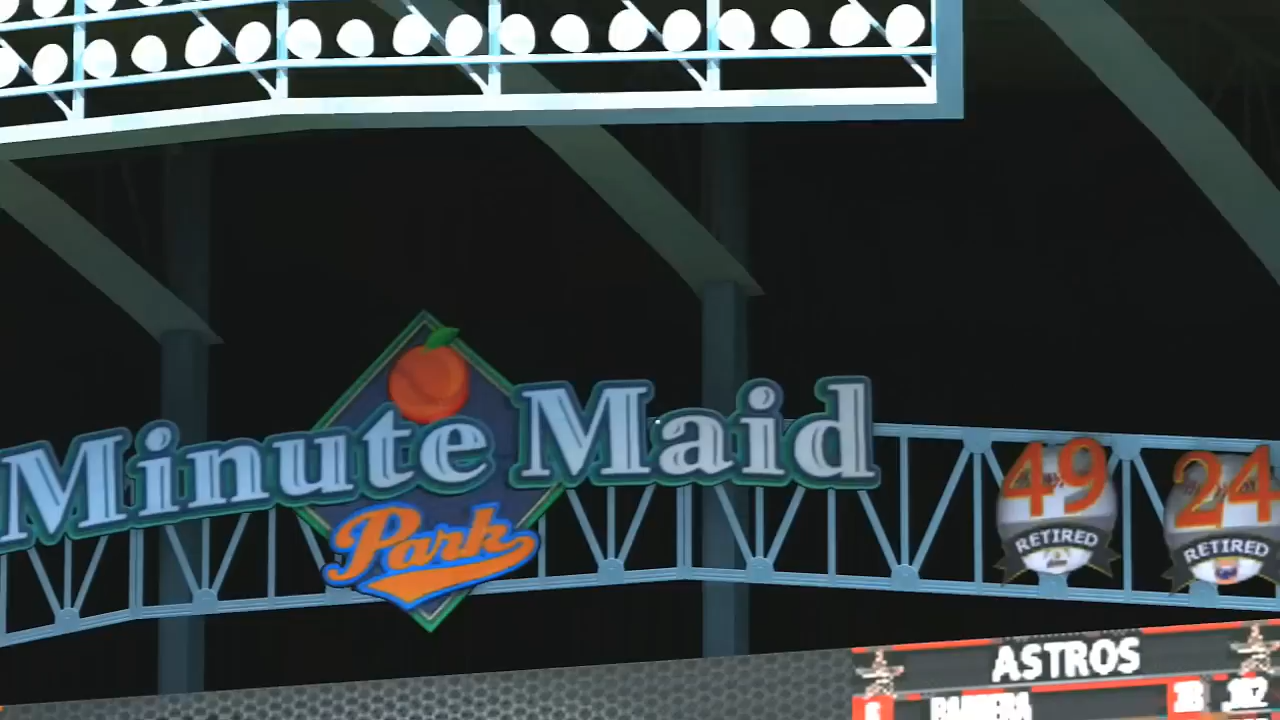 Minute Maid
Park
49
RETIRED
24
RETIRED
ASTROS